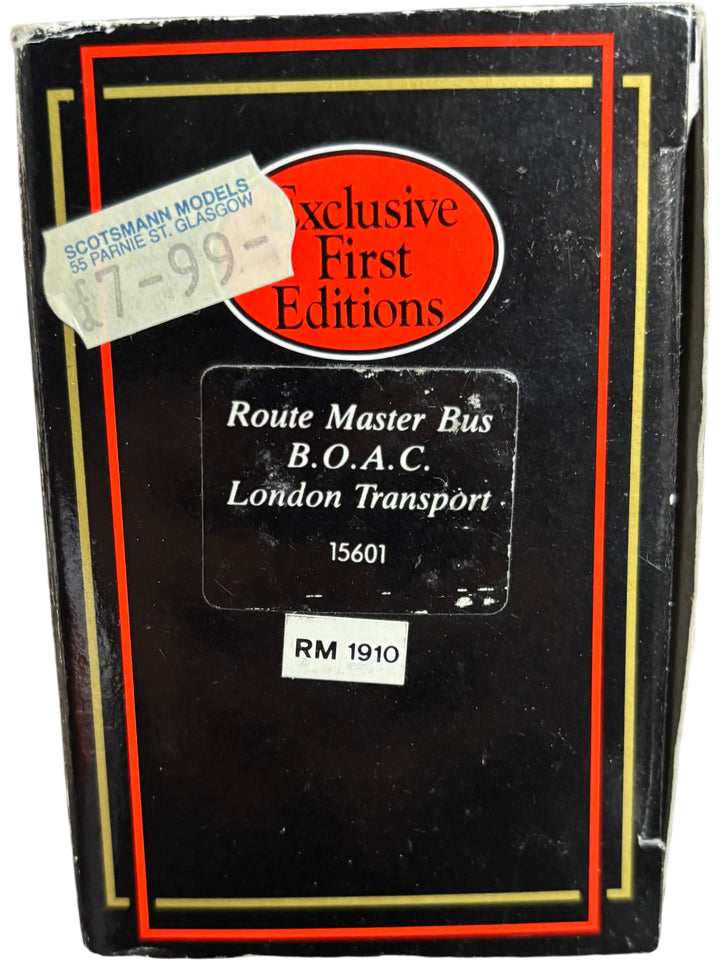 SCOTSMANN MODELS
55 PARNIE ST. GLASGOW
£7-99-
Exclusive
First
Editions
Route Master Bus
B.O.A.C.
London Transport
15601
RM 1910